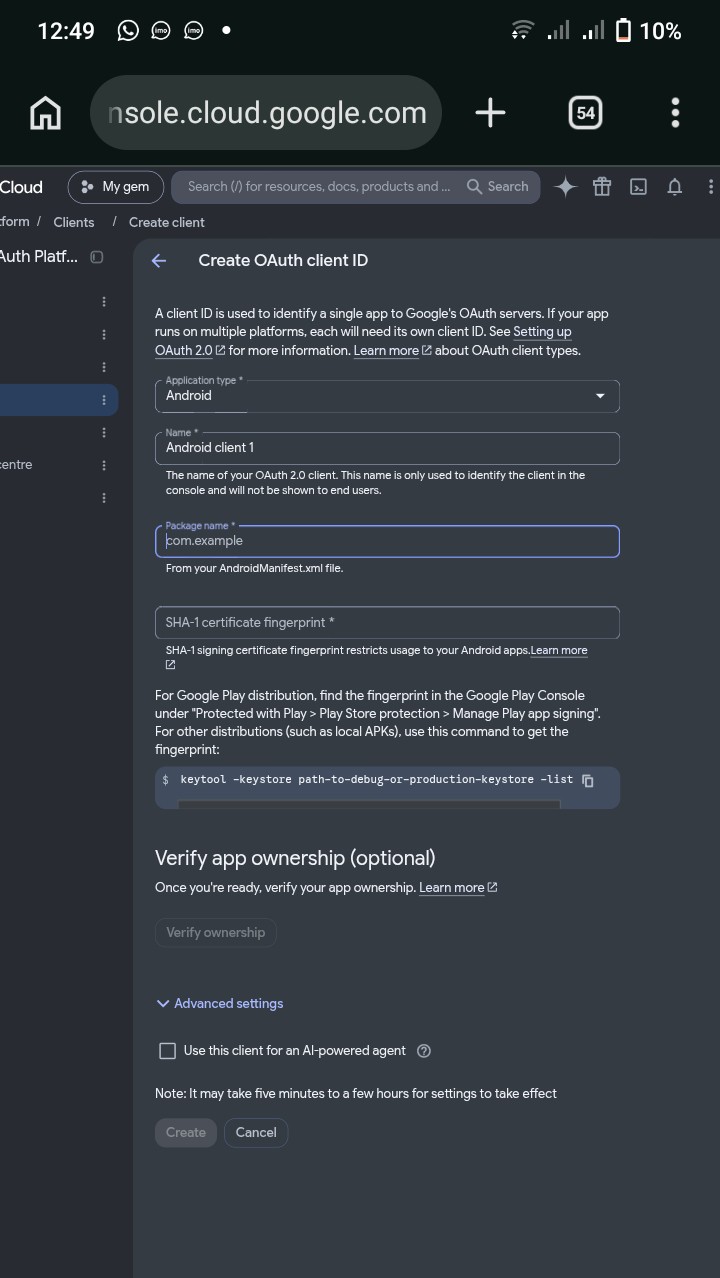 12:49 imo imo 10%
nsole.cloud.google.com 54
Cloud My gem Search (/) for resources, docs, products and ... Search
tform / Clients / Create client
Auth Platf...
Create OAuth client ID
A client ID is used to identify a single app to Google's OAuth servers. If your app
runs on multiple platforms, each will need its own client ID. See Setting up
OAuth 2.0 for more information. Learn more about OAuth client types.
Application type *
Android
Name *
Android client 1
centre
The name of your OAuth 2.0 client. This name is only used to identify the client in the
console and will not be shown to end users.
Package name *
com.example
From your AndroidManifest.xml file.
SHA-1 certificate fingerprint *
SHA-1 signing certificate fingerprint restricts usage to your Android apps.Learn more
For Google Play distribution, find the fingerprint in the Google Play Console
under "Protected with Play > Play Store protection > Manage Play app signing".
For other distributions (such as local APKs), use this command to get the
fingerprint:
$ keytool -keystore path-to-debug-or-production-keystore -list
Verify app ownership (optional)
Once you're ready, verify your app ownership. Learn more
Verify ownership
Advanced settings
Use this client for an AI-powered agent
Note: It may take five minutes to a few hours for settings to take effect
Create Cancel